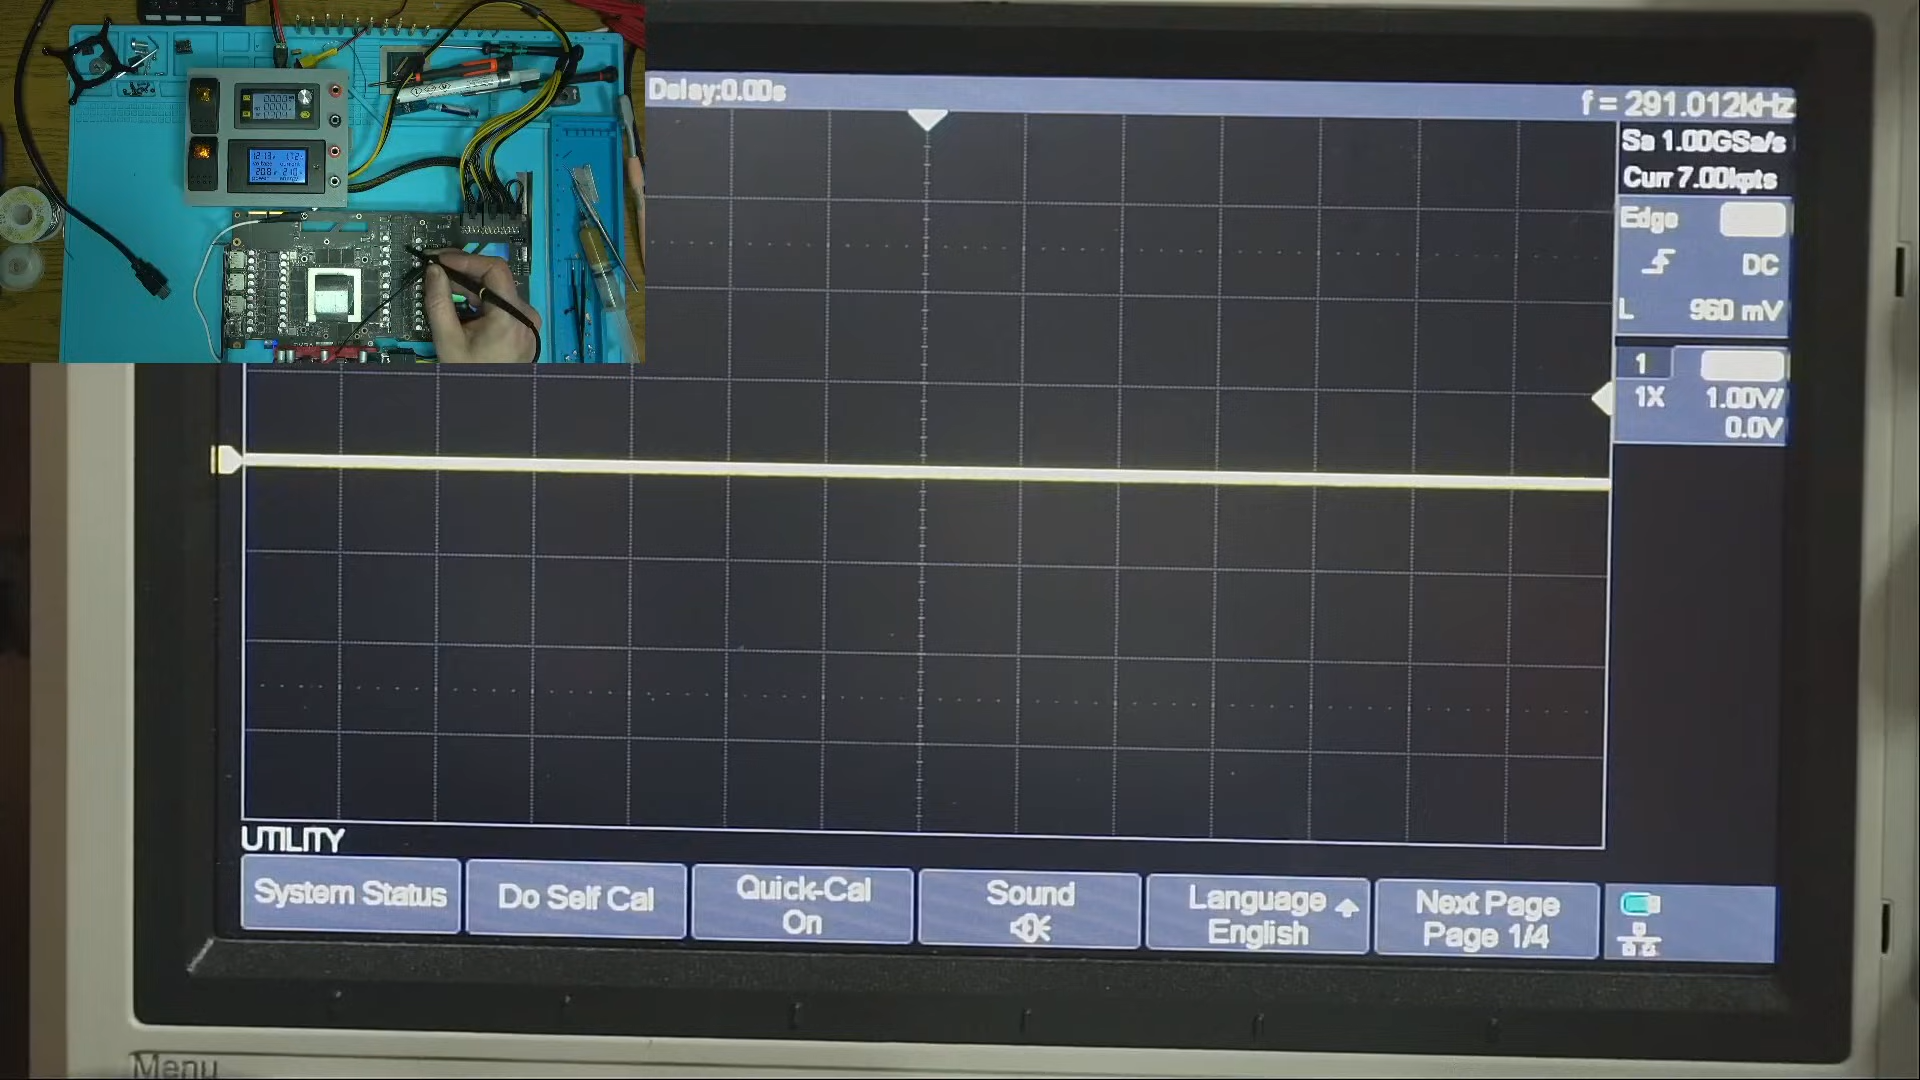 Delay:0.00s
f = 291.012kHz
Sa 1.00GSa/s
Curr 7.00kpts
Edge
DC
L 960 mV
1
1X 1.00V/
0.0V
UTILITY
System Status
Do Self Cal
Quick-Cal
On
Sound
Language
English
Next Page
Page 1/4
Menu